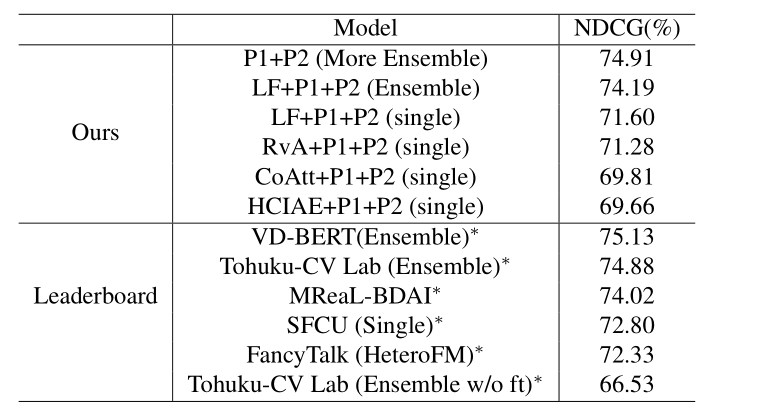 Model NDCG(%)
P1+P2 (More Ensemble) 74.91
LF+P1+P2 (Ensemble) 74.19
LF+P1+P2 (single) 71.60
Ours
RvA+P1+P2 (single) 71.28
CoAtt+P1+P2 (single) 69.81
HCIAE+P1+P2 (single) 69.66
VD-BERT(Ensemble)* 75.13
Tohuku-CV Lab (Ensemble)* 74.88
Leaderboard MReaL-BDAI* 74.02
SFCU (Single)* 72.80
FancyTalk (HeteroFM)* 72.33
Tohuku-CV Lab (Ensemble w/o ft)* 66.53